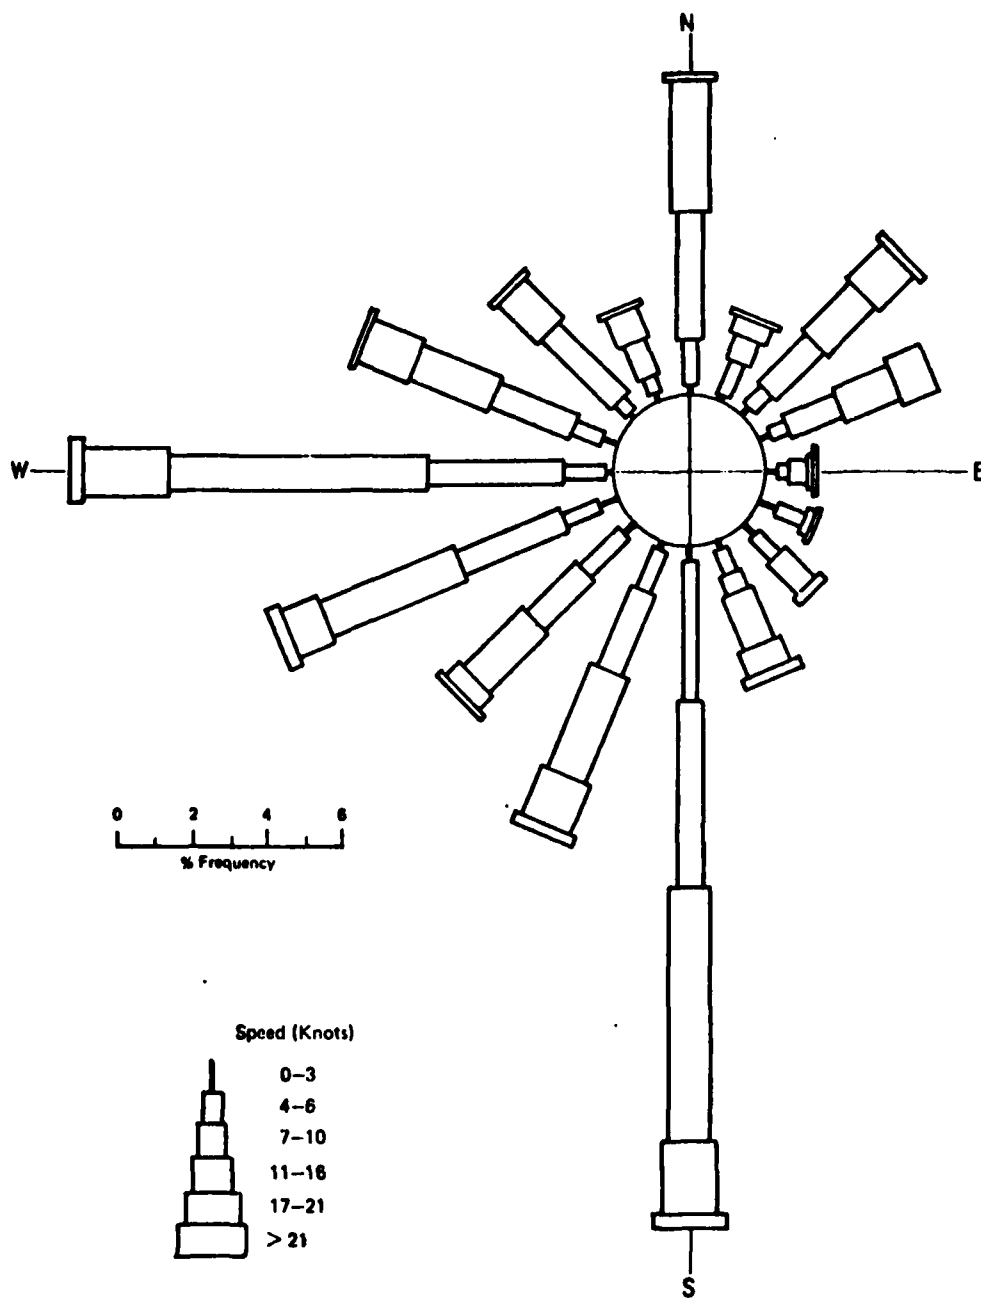 N
W
E
S
0 2 4 6
% Frequency
Speed (Knots)
0–3
4–6
7–10
11–16
17–21
> 21